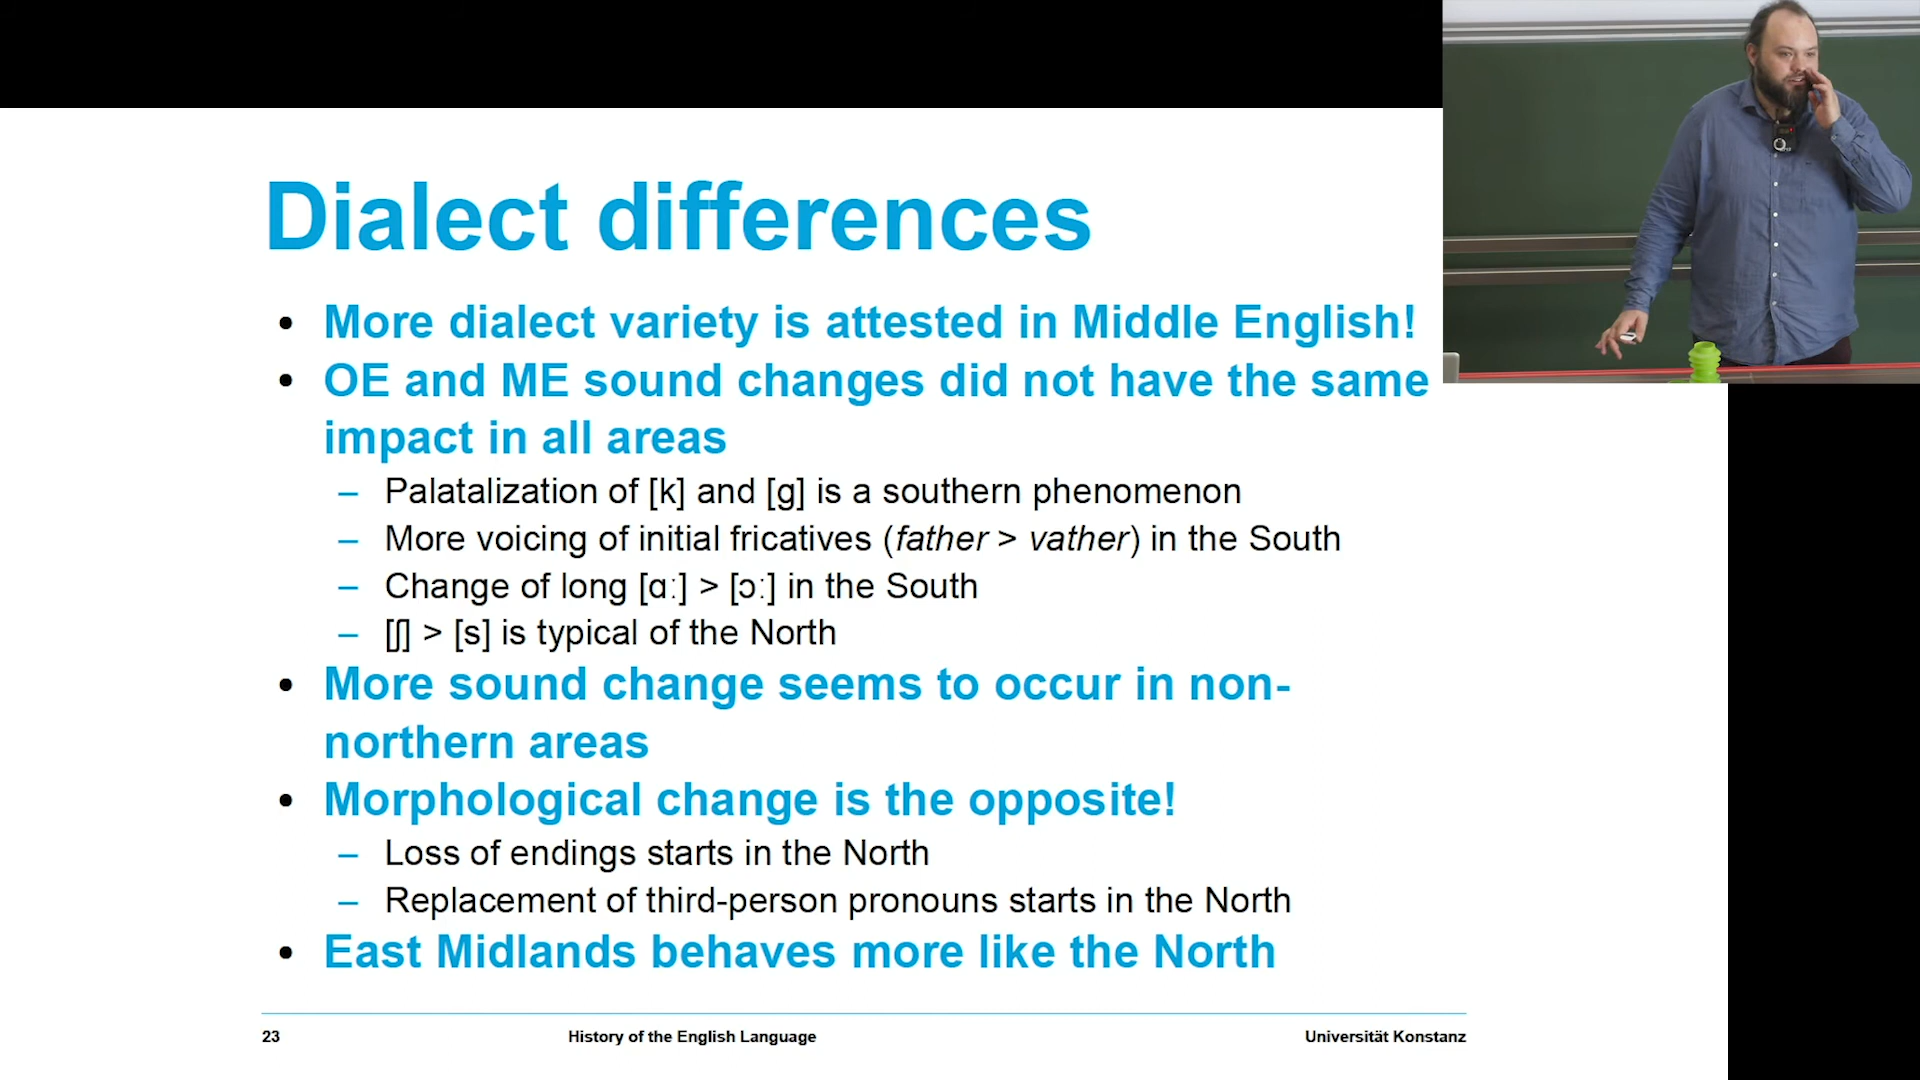 Dialect differences
• More dialect variety is attested in Middle English!
• OE and ME sound changes did not have the same
impact in all areas
– Palatalization of [k] and [g] is a southern phenomenon
– More voicing of initial fricatives (father > vather) in the South
– Change of long [ɑː] > [ɔː] in the South
– [ʃ] > [s] is typical of the North
• More sound change seems to occur in non-
northern areas
• Morphological change is the opposite!
– Loss of endings starts in the North
– Replacement of third-person pronouns starts in the North
• East Midlands behaves more like the North
23 History of the English Language Universität Konstanz